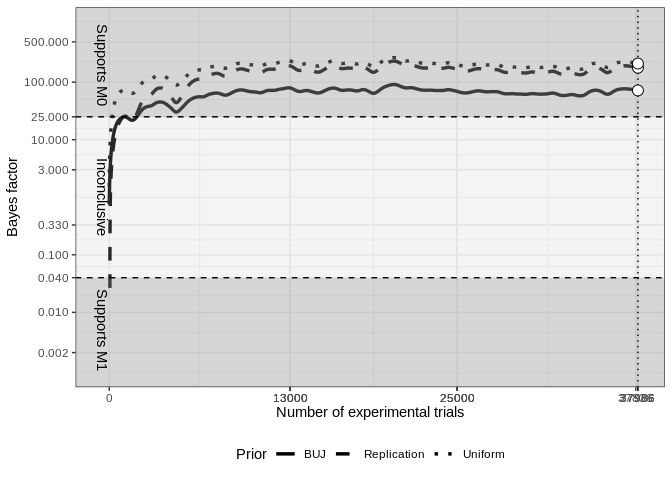 Bayes factor
500.000
100.000
25.000
10.000
3.000
0.330
0.100
0.040
0.010
0.002
Supports M0
Inconclusive
Supports M1
0
13000
25000
Number of experimental trials
Prior BUJ Replication Uniform